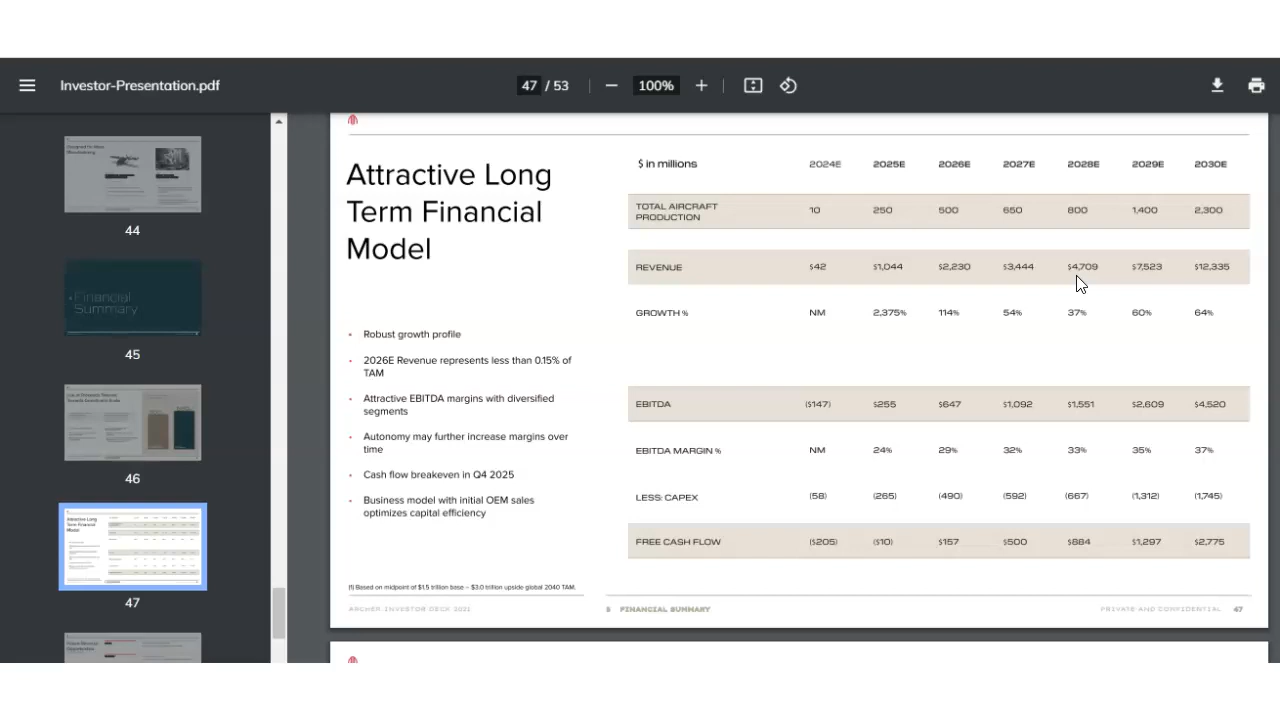 Investor-Presentation.pdf
47 / 53
100%
44
Financial
Summary
45
46
Attractive Long
Term Financial
Model
47
Attractive Long
Term Financial
Model
• Robust growth profile
• 2026E Revenue represents less than 0.15% of
TAM
• Attractive EBITDA margins with diversified
segments
• Autonomy may further increase margins over
time
• Cash flow breakeven in Q4 2025
• Business model with initial OEM sales
optimizes capital efficiency
(1) Based on midpoint of $1.5 trillion base – $3.0 trillion upside global 2040 TAM.
ARCHER INVESTOR DECK 2021
$ in millions 2024E 2025E 2026E 2027E 2028E 2029E 2030E
TOTAL AIRCRAFT
PRODUCTION 10 250 500 650 800 1,400 2,300
REVENUE $42 $1,044 $2,230 $3,444 $4,709 $7,523 $12,335
GROWTH % NM 2,375% 114% 54% 37% 60% 64%
EBITDA ($147) $255 $647 $1,092 $1,551 $2,609 $4,520
EBITDA MARGIN % NM 24% 29% 32% 33% 35% 37%
LESS: CAPEX (58) (265) (490) (592) (667) (1,312) (1,745)
FREE CASH FLOW ($205) ($10) $157 $500 $884 $1,297 $2,775
FINANCIAL SUMMARY
PRIVATE AND CONFIDENTIAL 47